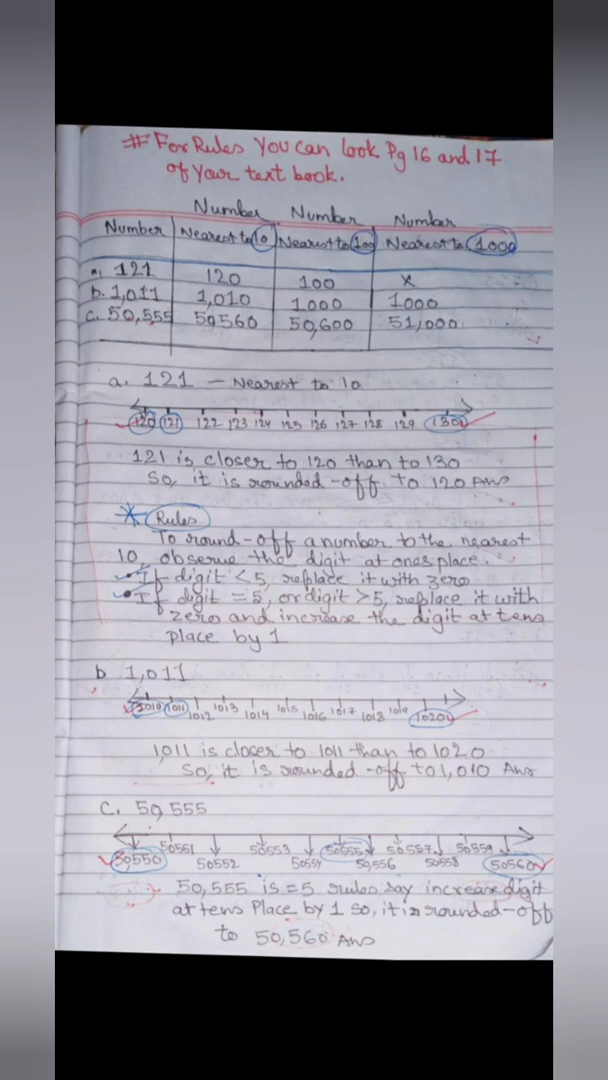 # For Rules You can look Pg 16 and 17
of your text book.
Number | Number Nearest to 10 | Number Nearest to 100 | Number Nearest to 1000
a. 121 | 120 | 100 | x
b. 1,011 | 1,010 | 1000 | 1000
c. 50,555 | 50,560 | 50,600 | 51,000
a. 121 – Nearest to 10
120 121 122 123 124 125 126 127 128 129 130
121 is closer to 120 than to 130
So, it is rounded-off to 120 Ans
* Rules
To round-off a number to the nearest
10, observe the digit at ones place.
• If digit < 5, replace it with zero
• If digit = 5, or digit > 5, replace it with
zero and increase the digit at tens
place by 1
b 1,011
1010 1011 1012 1013 1014 1015 1016 1017 1018 1019 1020
1,011 is closer to 1011 than to 1020
So, it is rounded-off to 1,010 Ans
C. 50,555
50550 50551 50552 50553 50554 50555 50,556 50,557 50558 50559 50560
50,555 is = 5 rules say increase digit
at tens Place by 1 so, it is rounded-off
to 50,560 Ans